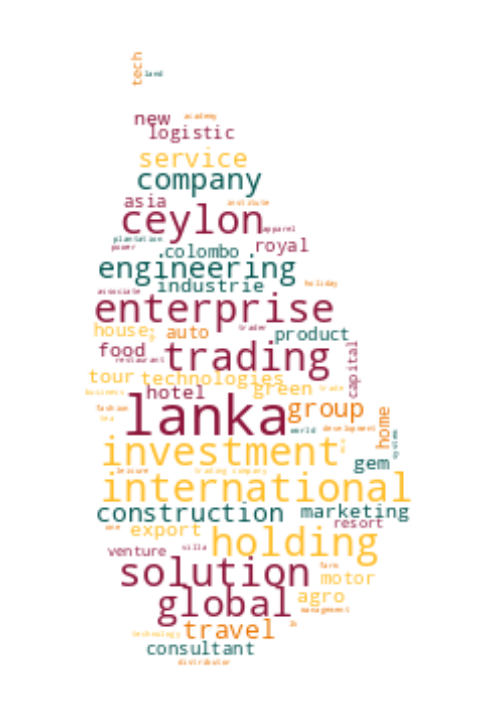 tech
land
new academy
logistic
service
company
asia institute
ceylon apparel
plantation
power colombo royal
engineering
industrie holiday
associate
enterprise
house auto trader product
food trading capital
restaurant
tour technologies
business hotel green trade
fashion lanka group home
tea world development system
investment gem
leisure trading company
international
construction marketing
one export resort
venture villa holding
solution farm motor
global agro
management
technology travel lk
consultant
distributor